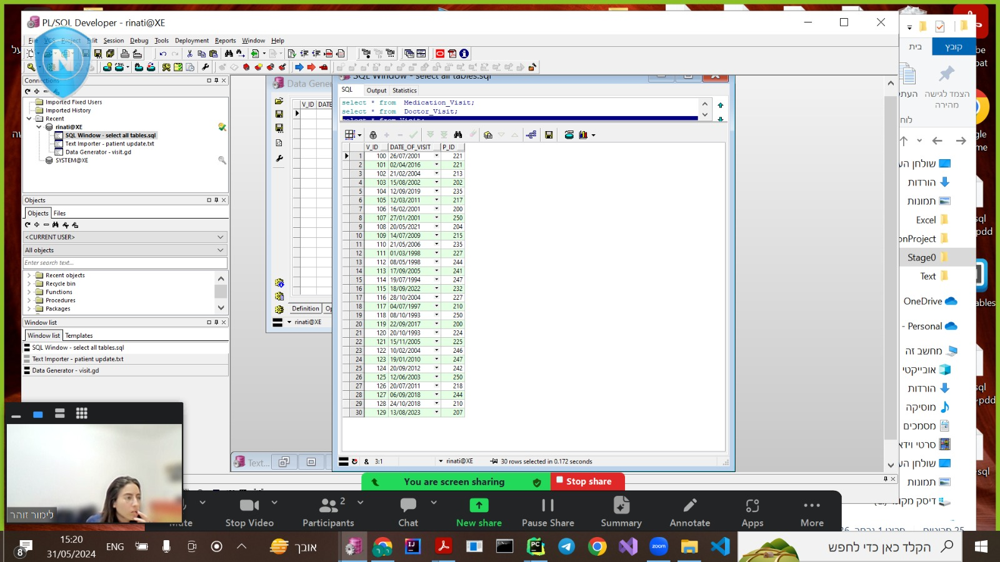 PL/SQL Developer - rinati@XE
Session Debug Tools Deployment Reports Window Help
Connections
Imported Fixed Users
Imported History
Recent
rinati@XE
SQL Window - select all tables.sql
Text Importer - patient update.txt
Data Generator - visit.gd
SYSTEM@XE
Objects
Objects Files
<CURRENT USER>
All objects
Enter search text...
Recent objects
Recycle bin
Functions
Procedures
Packages
Window list
Window list Templates
SQL Window - select all tables.sql
Text Importer - patient update.txt
Data Generator - visit.gd
Data Gener
V_ID DATE
Definition
rinati@XE
SQL Window - select all tables.sql
SQL Output Statistics
select * from Medication_Visit;
select * from Doctor_Visit;
select * from Visit;
V_ID DATE_OF_VISIT P_ID
1 100 26/07/2001 221
2 101 02/04/2016 221
3 102 21/02/2004 213
4 103 15/08/2002 202
5 104 12/09/2019 235
6 105 12/03/2011 217
7 106 16/02/2001 200
8 107 27/01/2001 250
9 108 20/05/2021 204
10 109 14/07/2009 215
11 110 21/05/2006 235
12 111 01/03/1998 227
13 112 08/05/1998 244
14 113 17/09/2005 241
15 114 19/07/1994 247
16 115 18/09/2022 232
17 116 28/10/2004 227
18 117 04/07/1997 210
19 118 08/10/1993 250
20 119 22/09/2017 200
21 120 20/10/1993 224
22 121 15/11/2005 225
23 122 10/02/2004 246
24 123 19/01/2010 247
25 124 20/09/2012 242
26 125 12/06/2003 250
27 126 20/07/2011 218
28 127 06/09/2018 244
29 128 24/10/2018 210
30 129 13/08/2023 207
3:1 rinati@XE 30 rows selected in 0.172 seconds
Text...
קובץ בית
הצמד לגישה
מהירה
העתק
שולחן הע
הורדות
תמונות
Excel
onProject
Stage0
Text
OneDrive
- Personal
מחשב זה
אובייקטי
הורדות
מוסיקה
מסמכים
סרטי וידא
שולחן הע
תמונות
You are screen sharing Stop share
לימור זוהר
Stop Video
Participants 2
Chat
New share
Pause Share
Summary
Annotate
Apps
More
15:20
31/05/2024
8
ENG
אובך
הקלד כאן כדי לחפש